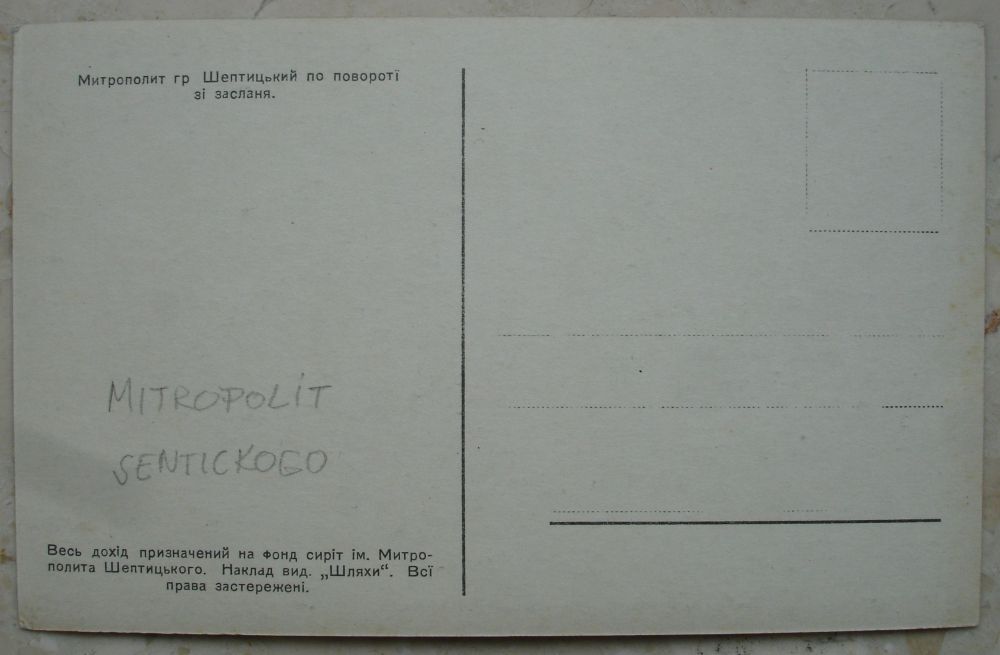 Митрополит гр Шептицький по повороті
зі засланя.
MITROPOLIT
SENTICKOGO
Весь дохід призначений на Фонд сиріт ім. Митро-
полита Шептицького. Наклад вид. „Шляхи“. Всї
права застережені.